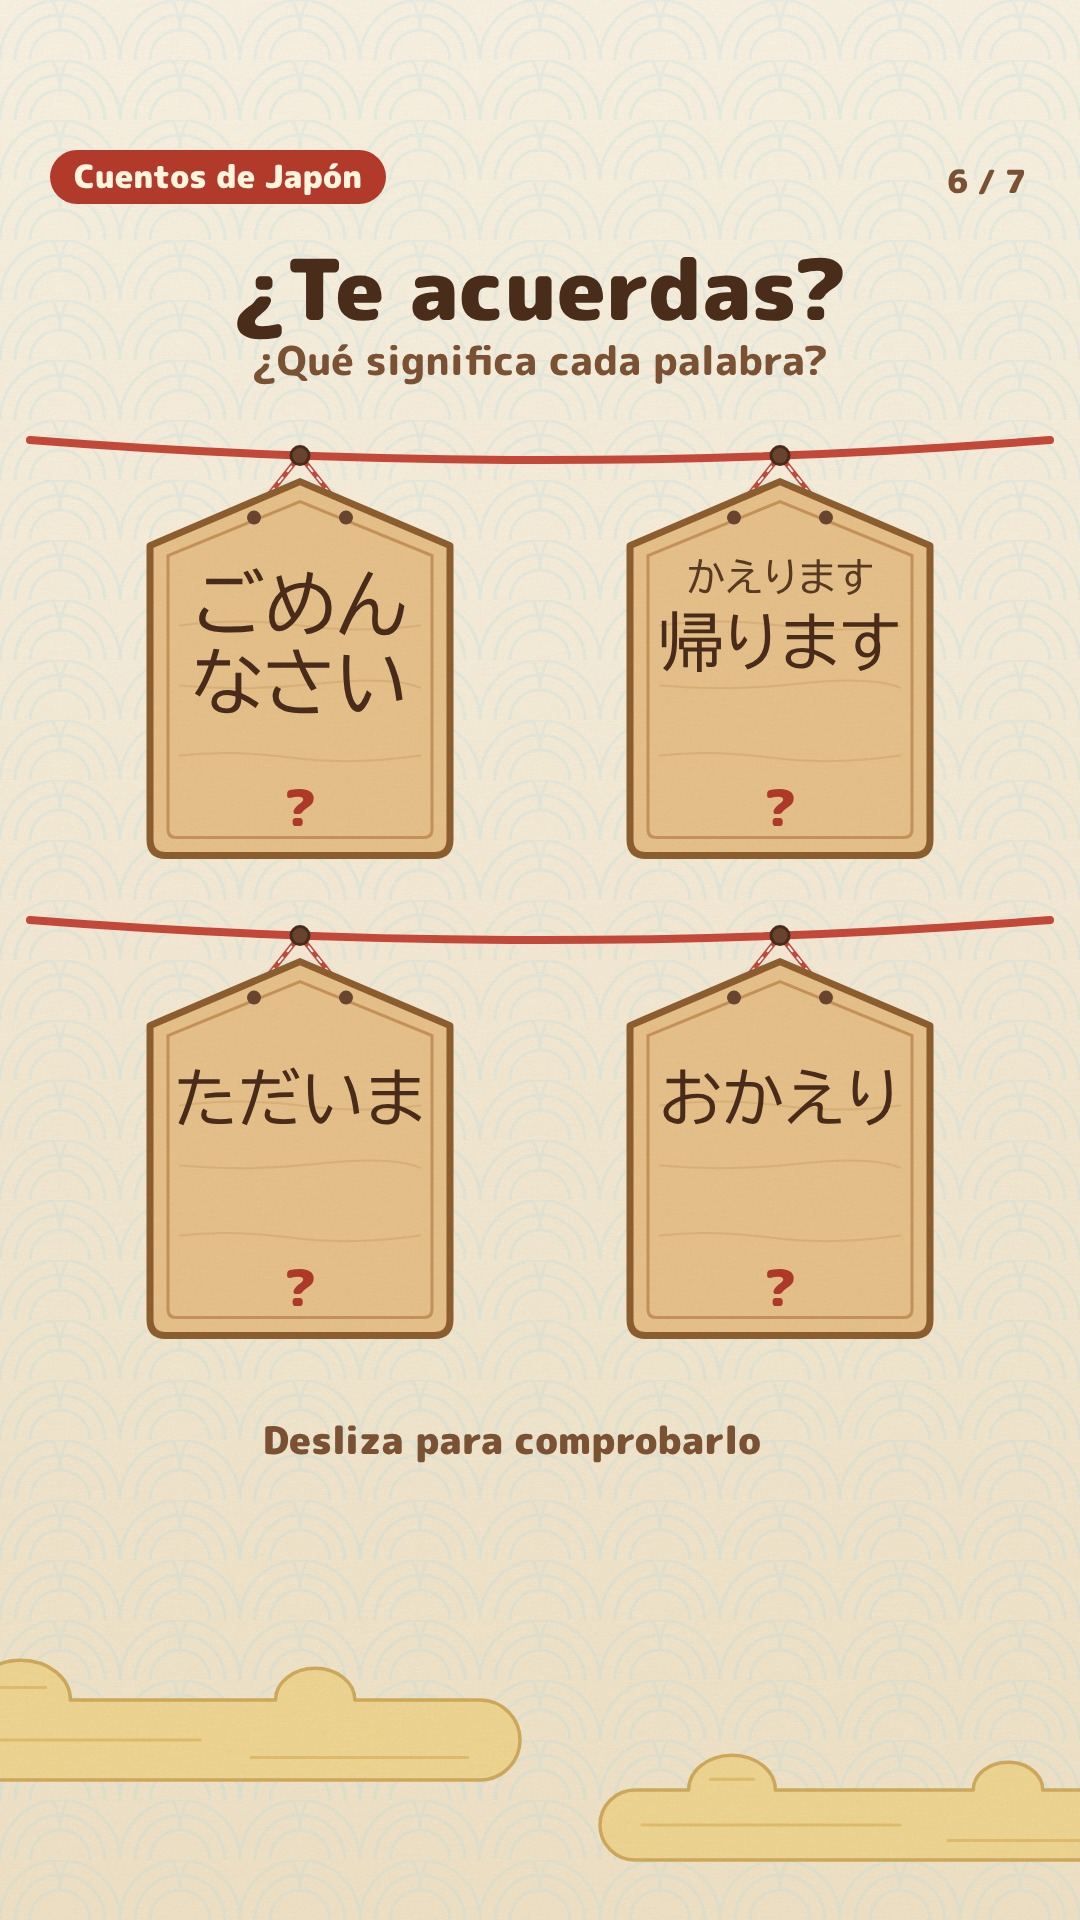 Cuentos de Japón
6 / 7
¿Te acuerdas?
¿Qué significa cada palabra?
ごめん
なさい
?
かえります
帰ります
?
ただいま
?
おかえり
?
Desliza para comprobarlo